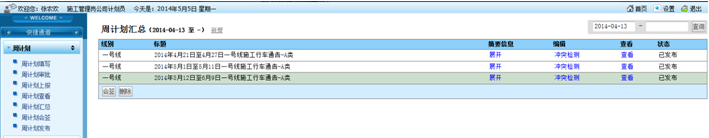 欢迎您：张宏欣 施工管理岗公司计划员 今天是：2014年5月5日 星期一
首页 设置 退出
WELCOME
快捷通道
周计划
周计划填写
周计划审批
周计划上报
周计划查看
周计划汇总
周计划会签
周计划发布
周计划汇总（2014-04-13 至 -）
2014-04-13 - 查询
线别 标题 摘要信息 编辑 查看 状态
一号线 2014年4月21日至4月27日一号线施工行车通告-A类 展开 冲突检测 查看 已发布
一号线 2014年5月1日至5月11日一号线施工行车通告-A类 展开 冲突检测 查看 已发布
一号线 2014年5月12日至6月9日一号线施工行车通告-A类 展开 冲突检测 查看 已发布
会签 删除